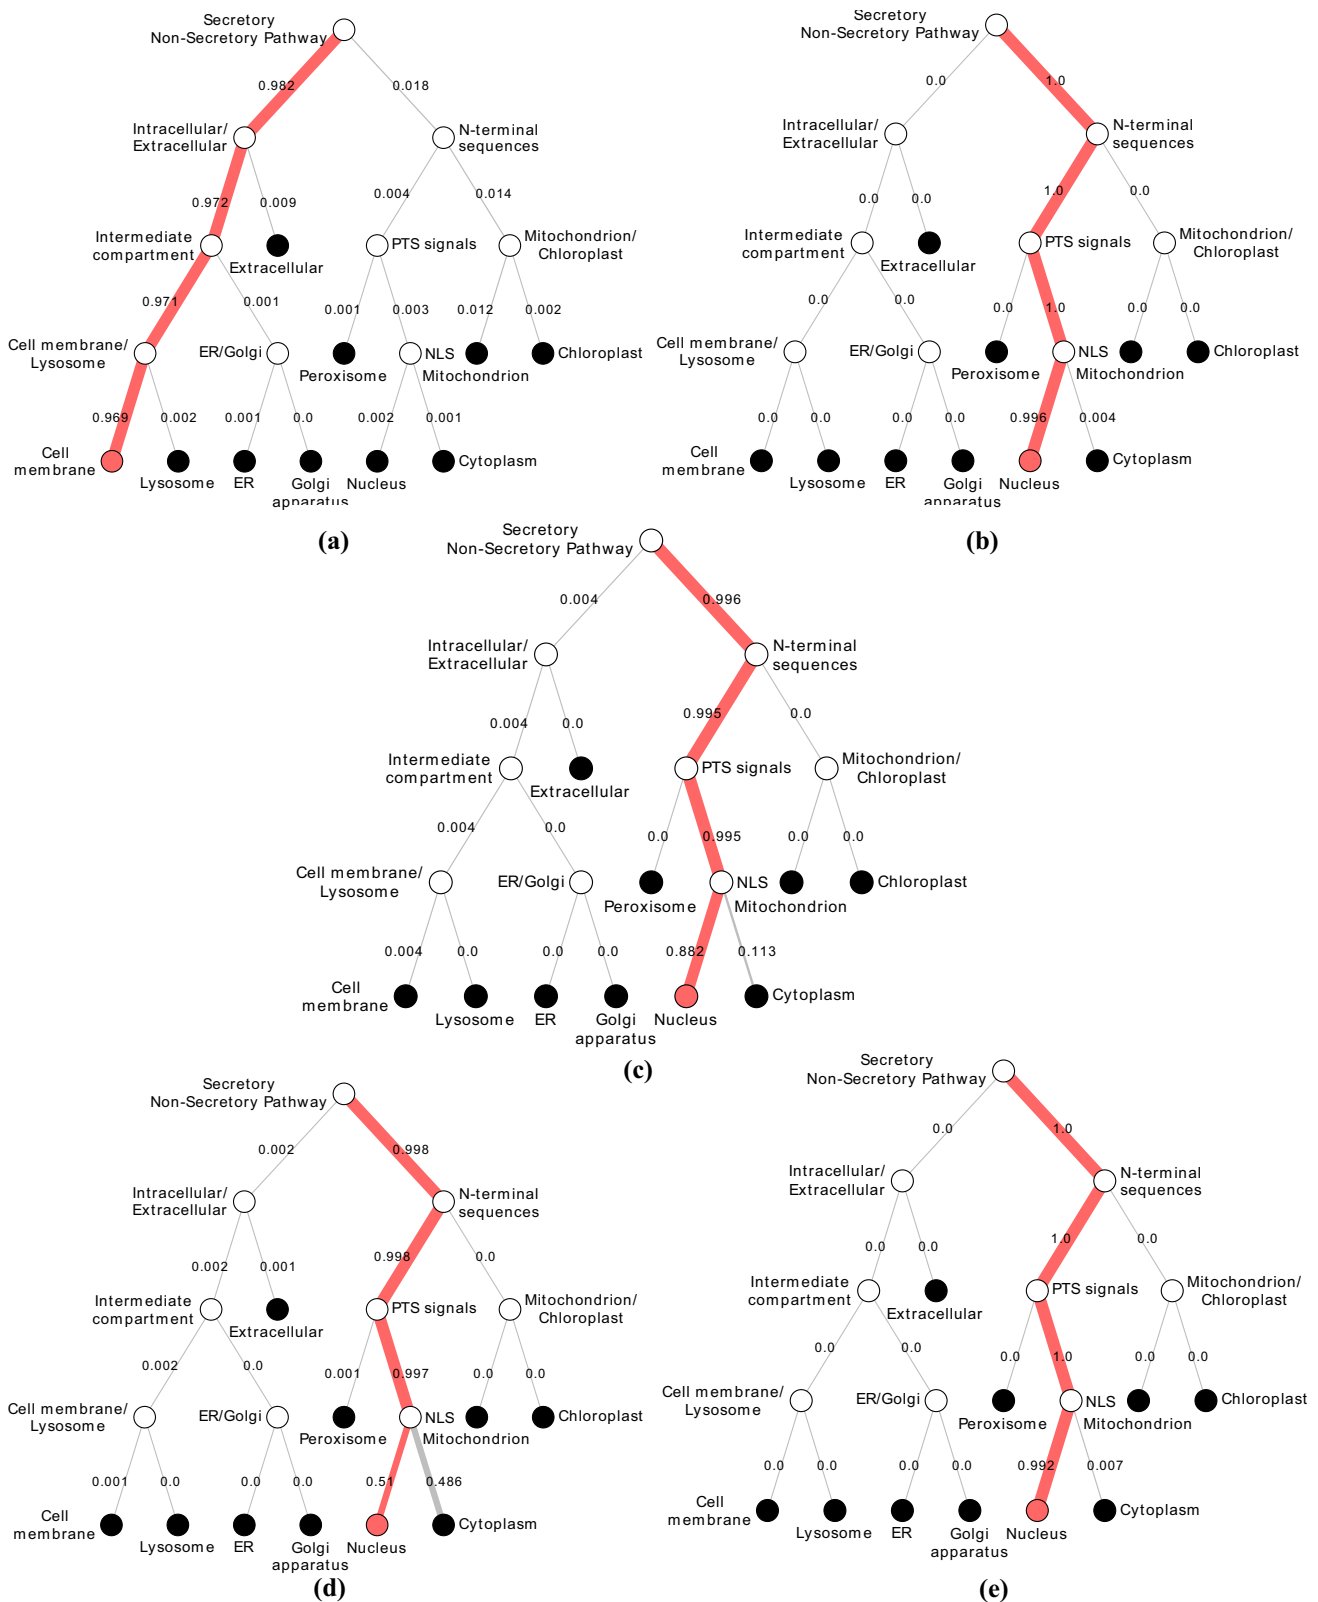 Secretory
Non-Secretory Pathway
0.982
0.018
Intracellular/
Extracellular
N-terminal
sequences
0.972
0.009
0.004
0.014
Intermediate
compartment
Extracellular
PTS signals
Mitochondrion/
Chloroplast
0.971
0.001
0.001
0.003
0.012
0.002
Cell membrane/
Lysosome
ER/Golgi
Peroxisome
NLS
Mitochondrion
Chloroplast
0.969
0.002
0.001
0.0
0.002
0.001
Cell
membrane
Lysosome
ER
Golgi
apparatus
Nucleus
Cytoplasm
(a)
Secretory
Non-Secretory Pathway
0.0
1.0
Intracellular/
Extracellular
N-terminal
sequences
0.0
0.0
1.0
0.0
Intermediate
compartment
Extracellular
PTS signals
Mitochondrion/
Chloroplast
0.0
0.0
0.0
1.0
0.0
0.0
Cell membrane/
Lysosome
ER/Golgi
Peroxisome
NLS
Mitochondrion
Chloroplast
0.0
0.0
0.0
0.0
0.996
0.004
Cell
membrane
Lysosome
ER
Golgi
apparatus
Nucleus
Cytoplasm
(b)
Secretory
Non-Secretory Pathway
0.004
0.996
Intracellular/
Extracellular
N-terminal
sequences
0.004
0.0
0.995
0.0
Intermediate
compartment
Extracellular
PTS signals
Mitochondrion/
Chloroplast
0.004
0.0
0.0
0.995
0.0
0.0
Cell membrane/
Lysosome
ER/Golgi
Peroxisome
NLS
Mitochondrion
Chloroplast
0.004
0.0
0.0
0.0
0.882
0.113
Cell
membrane
Lysosome
ER
Golgi
apparatus
Nucleus
Cytoplasm
(c)
Secretory
Non-Secretory Pathway
0.002
0.998
Intracellular/
Extracellular
N-terminal
sequences
0.002
0.001
0.998
0.0
Intermediate
compartment
Extracellular
PTS signals
Mitochondrion/
Chloroplast
0.002
0.0
0.001
0.997
0.0
0.0
Cell membrane/
Lysosome
ER/Golgi
Peroxisome
NLS
Mitochondrion
Chloroplast
0.001
0.0
0.0
0.0
0.51
0.486
Cell
membrane
Lysosome
ER
Golgi
apparatus
Nucleus
Cytoplasm
(d)
Secretory
Non-Secretory Pathway
0.0
1.0
Intracellular/
Extracellular
N-terminal
sequences
0.0
0.0
1.0
0.0
Intermediate
compartment
Extracellular
PTS signals
Mitochondrion/
Chloroplast
0.0
0.0
0.0
1.0
0.0
0.0
Cell membrane/
Lysosome
ER/Golgi
Peroxisome
NLS
Mitochondrion
Chloroplast
0.0
0.0
0.0
0.0
0.992
0.007
Cell
membrane
Lysosome
ER
Golgi
apparatus
Nucleus
Cytoplasm
(e)